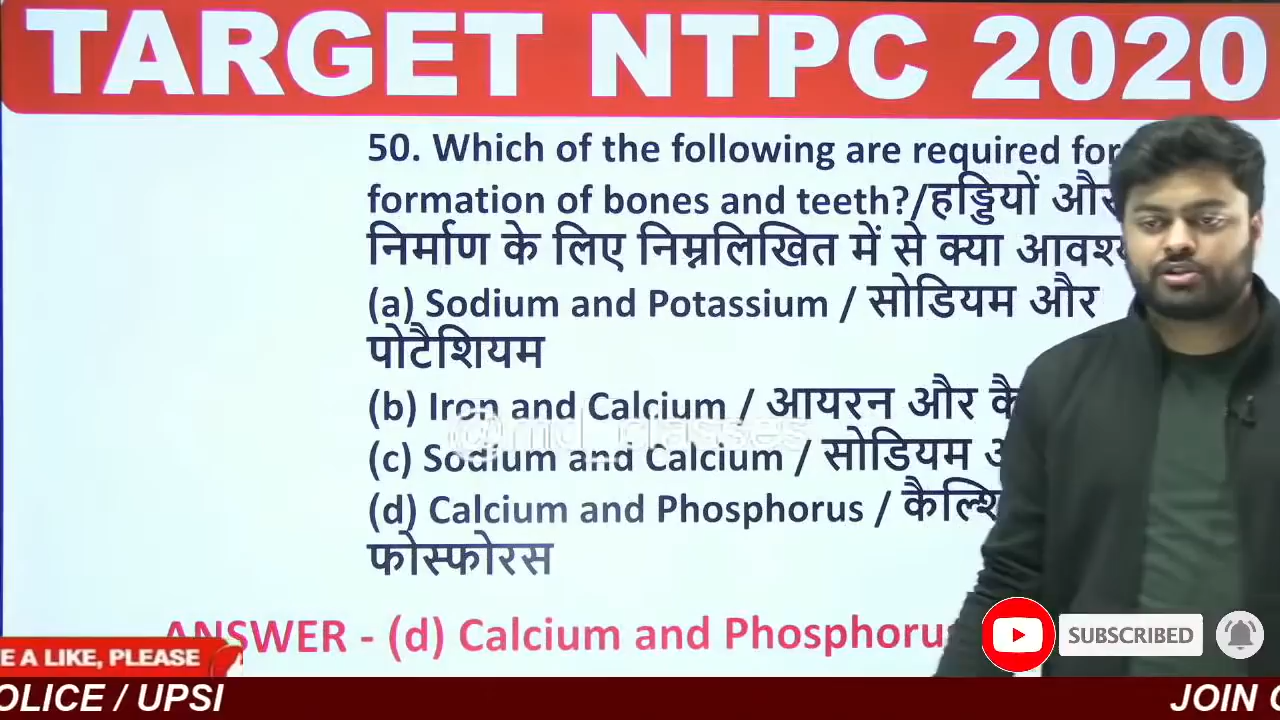 TARGET NTPC 2020
50. Which of the following are required for
formation of bones and teeth?/हड्डियों और
निर्माण के लिए निम्नलिखित में से क्या
(a) Sodium and Potassium / सोडियम और
पोटैशियम
(b) Iron and Calcium / आयरन और
@md_classes
(c) Sodium and Calcium / सोडियम
(d) Calcium and Phosphorus /
फोस्फोरस
ANSWER - (d) Calcium and Phosphorus
SUBSCRIBED
A LIKE, PLEASE
/ UPSI
JOIN